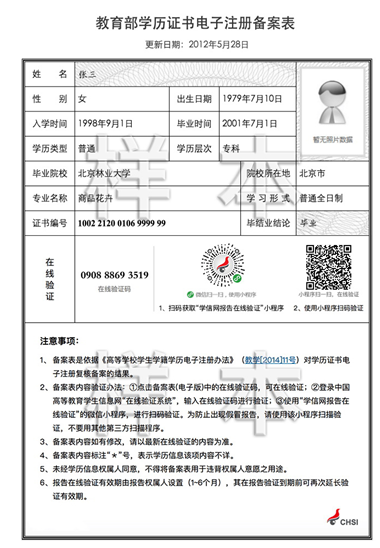 教育部学历证书电子注册备案表
更新日期：2012年5月28日
姓 名 张三
性 别 女 出生日期 1979年7月10日
入学时间 1998年9月1日 毕业时间 2001年7月1日
暂无照片数据
学历类型 普通 学历层次 专科
毕业院校 北京林业大学 院校所在地 北京市
专业名称 商品花卉 学习形式 普通全日制
证书编号 1002 2120 0106 9999 99 毕结业结论 毕业
样本
在线验证
0908 8869 3519
在线验证码
微信扫一扫，使用小程序
小程序扫一扫，在线验证
1、扫码获取“学信网报告在线验证”小程序 2、使用小程序扫码验证
注意事项：
1、备案表是依据《高等学校学生学籍学历电子注册办法》（教学[2014]11号）对学历证书电
子注册复核备案的结果。
2、备案表内容验证办法：①点击备案表(电子版)中的在线验证码，可在线验证；②登录中国
高等教育学生信息网“在线验证系统”，输入在线验证码进行验证；③使用“学信网报告在
线验证”的微信小程序，进行扫码验证。为防止出现假冒报告，请使用该小程序扫描验
证，不要用其他第三方扫描程序。
3、备案表内容如有修改，请以最新在线验证的内容为准。
4、备案表内容标注“*”号，表示学历信息该项内容不详。
5、未经学历信息权属人同意，不得将备案表用于违背权属人意愿之用途。
6、报告在线验证有效期由报告权属人设置（1~6个月），其在报告验证到期前可再次延长验
证有效期。
样本
CHSI